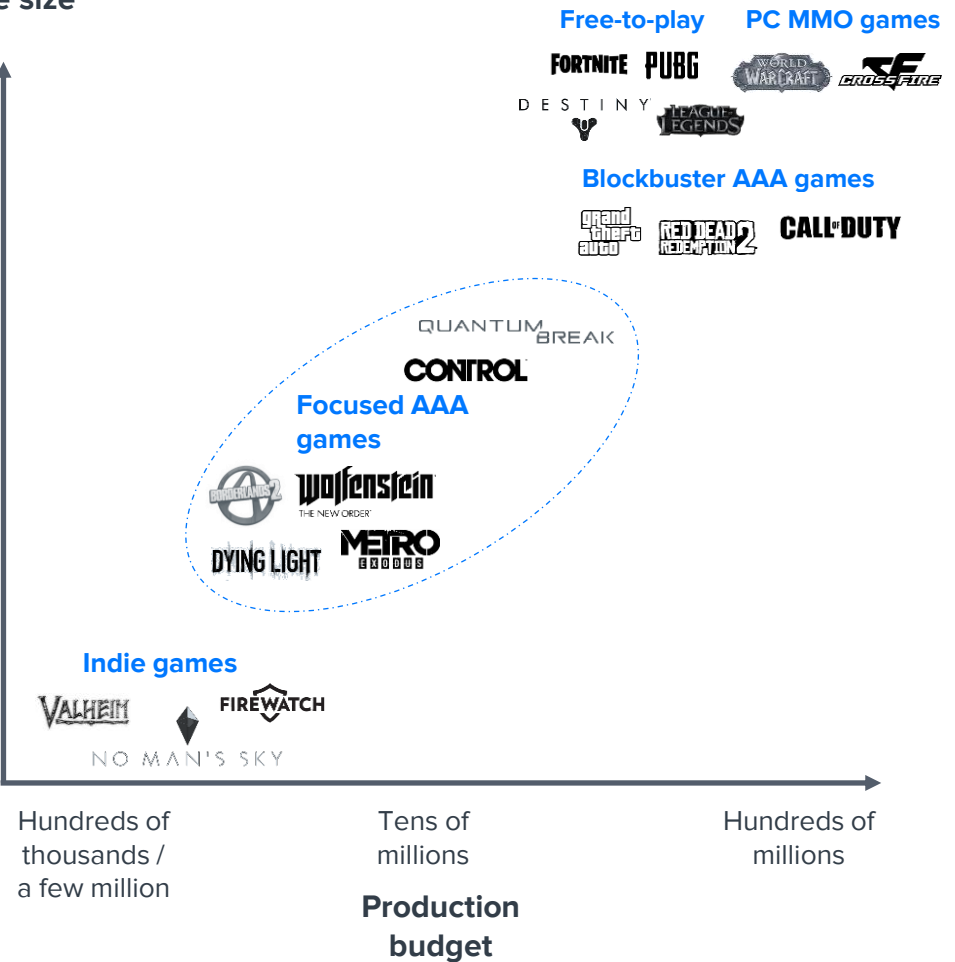 e size
Free-to-play
PC MMO games
FORTNITE
PUBG
WORLD
WARCRAFT
CROSSFIRE
DESTINY
LEAGUE
LEGENDS
Blockbuster AAA games
grand
theft
auto
RED DEAD
REDEMPTION 2
CALL OF DUTY
QUANTUM
BREAK
CONTROL
Focused AAA
games
BORDERLANDS 2
Wolfenstein
THE NEW ORDER
DYING LIGHT
METRO
EXODUS
Indie games
VALHEIM
FIREWATCH
NO MAN'S SKY
Hundreds of
thousands /
a few million
Tens of
millions
Hundreds of
millions
Production
budget